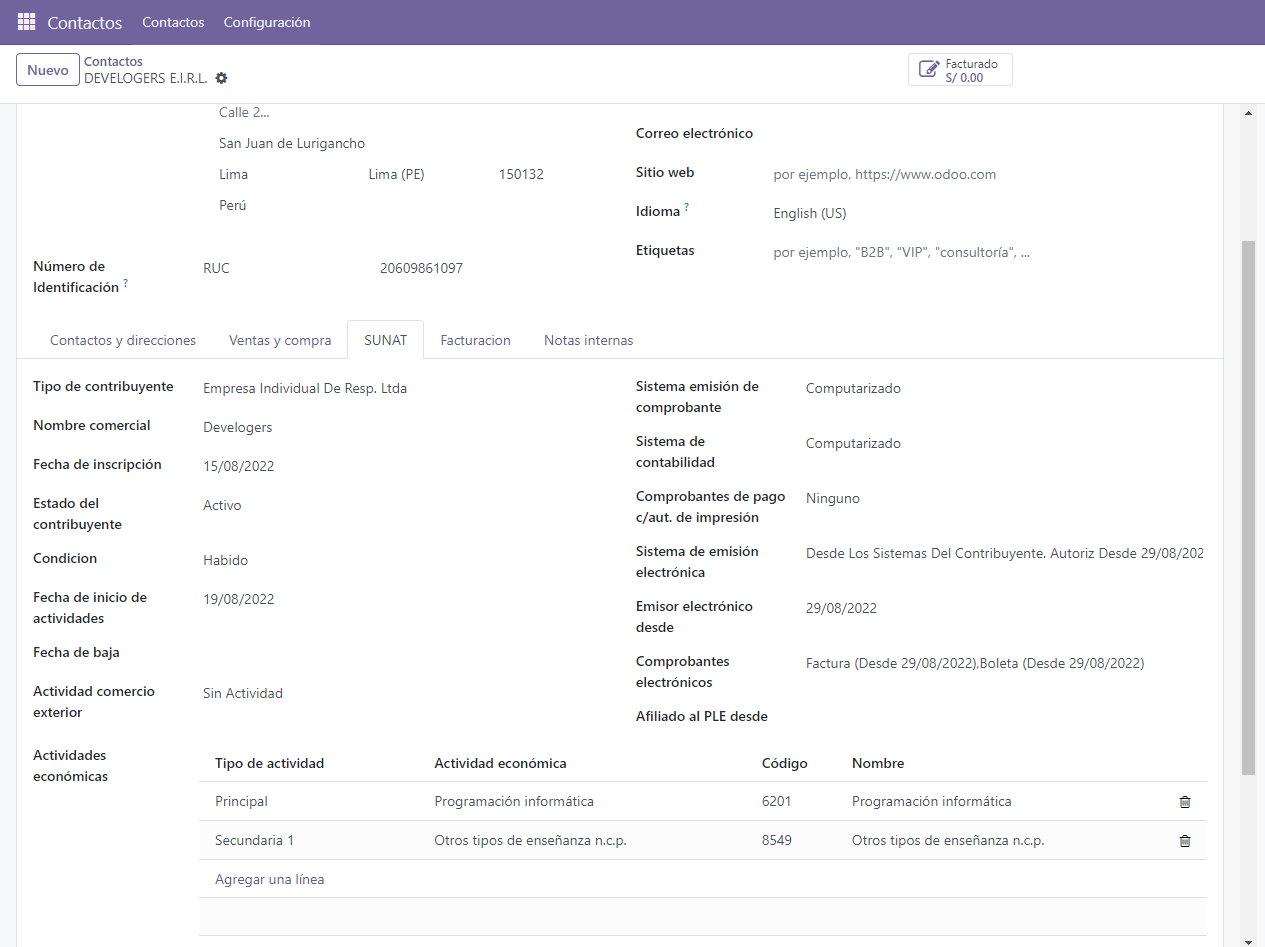 Contactos Contactos Configuración
Nuevo
Contactos
DEVELOGERS E.I.R.L.
Facturado
S/ 0.00
Calle 2...
San Juan de Lurigancho
Lima Lima (PE) 150132
Perú
Número de
Identificación ?
RUC 20609861097
Correo electrónico
Sitio web por ejemplo, https://www.odoo.com
Idioma ? English (US)
Etiquetas por ejemplo, "B2B", "VIP", "consultoría", ...
Contactos y direcciones Ventas y compra SUNAT Facturacion Notas internas
Tipo de contribuyente Empresa Individual De Resp. Ltda
Nombre comercial Develogers
Fecha de inscripción 15/08/2022
Estado del
contribuyente
Activo
Condicion Habido
Fecha de inicio de
actividades
19/08/2022
Fecha de baja
Actividad comercio
exterior
Sin Actividad
Sistema emisión de
comprobante
Computarizado
Sistema de
contabilidad
Computarizado
Comprobantes de pago
c/aut. de impresión
Ninguno
Sistema de emisión
electrónica
Desde Los Sistemas Del Contribuyente. Autoriz Desde 29/08/202
Emisor electrónico
desde
29/08/2022
Comprobantes
electrónicos
Factura (Desde 29/08/2022),Boleta (Desde 29/08/2022)
Afiliado al PLE desde
Actividades
económicas
Tipo de actividad Actividad económica Código Nombre
Principal Programación informática 6201 Programación informática
Secundaria 1 Otros tipos de enseñanza n.c.p. 8549 Otros tipos de enseñanza n.c.p.
Agregar una línea